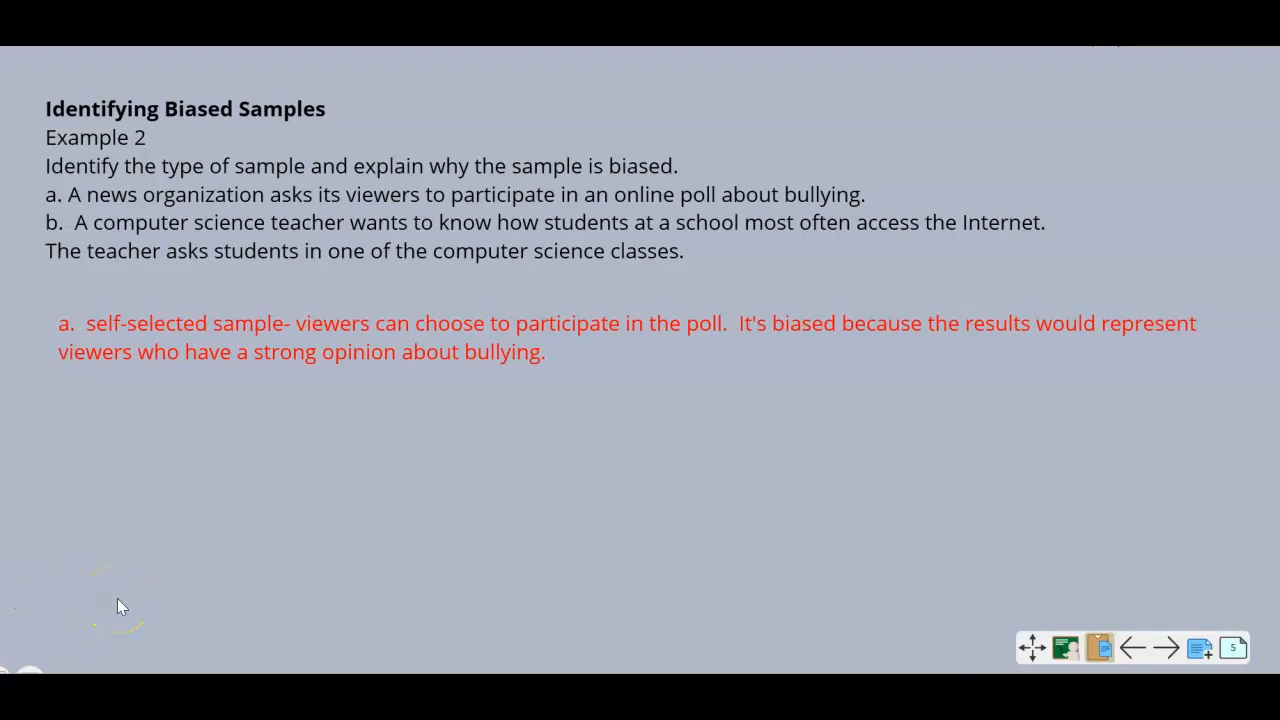 Identifying Biased Samples
Example 2
Identify the type of sample and explain why the sample is biased.
a. A news organization asks its viewers to participate in an online poll about bullying.
b.  A computer science teacher wants to know how students at a school most often access the Internet.
The teacher asks students in one of the computer science classes.
a.  self-selected sample- viewers can choose to participate in the poll.  It's biased because the results would represent
viewers who have a strong opinion about bullying.
5